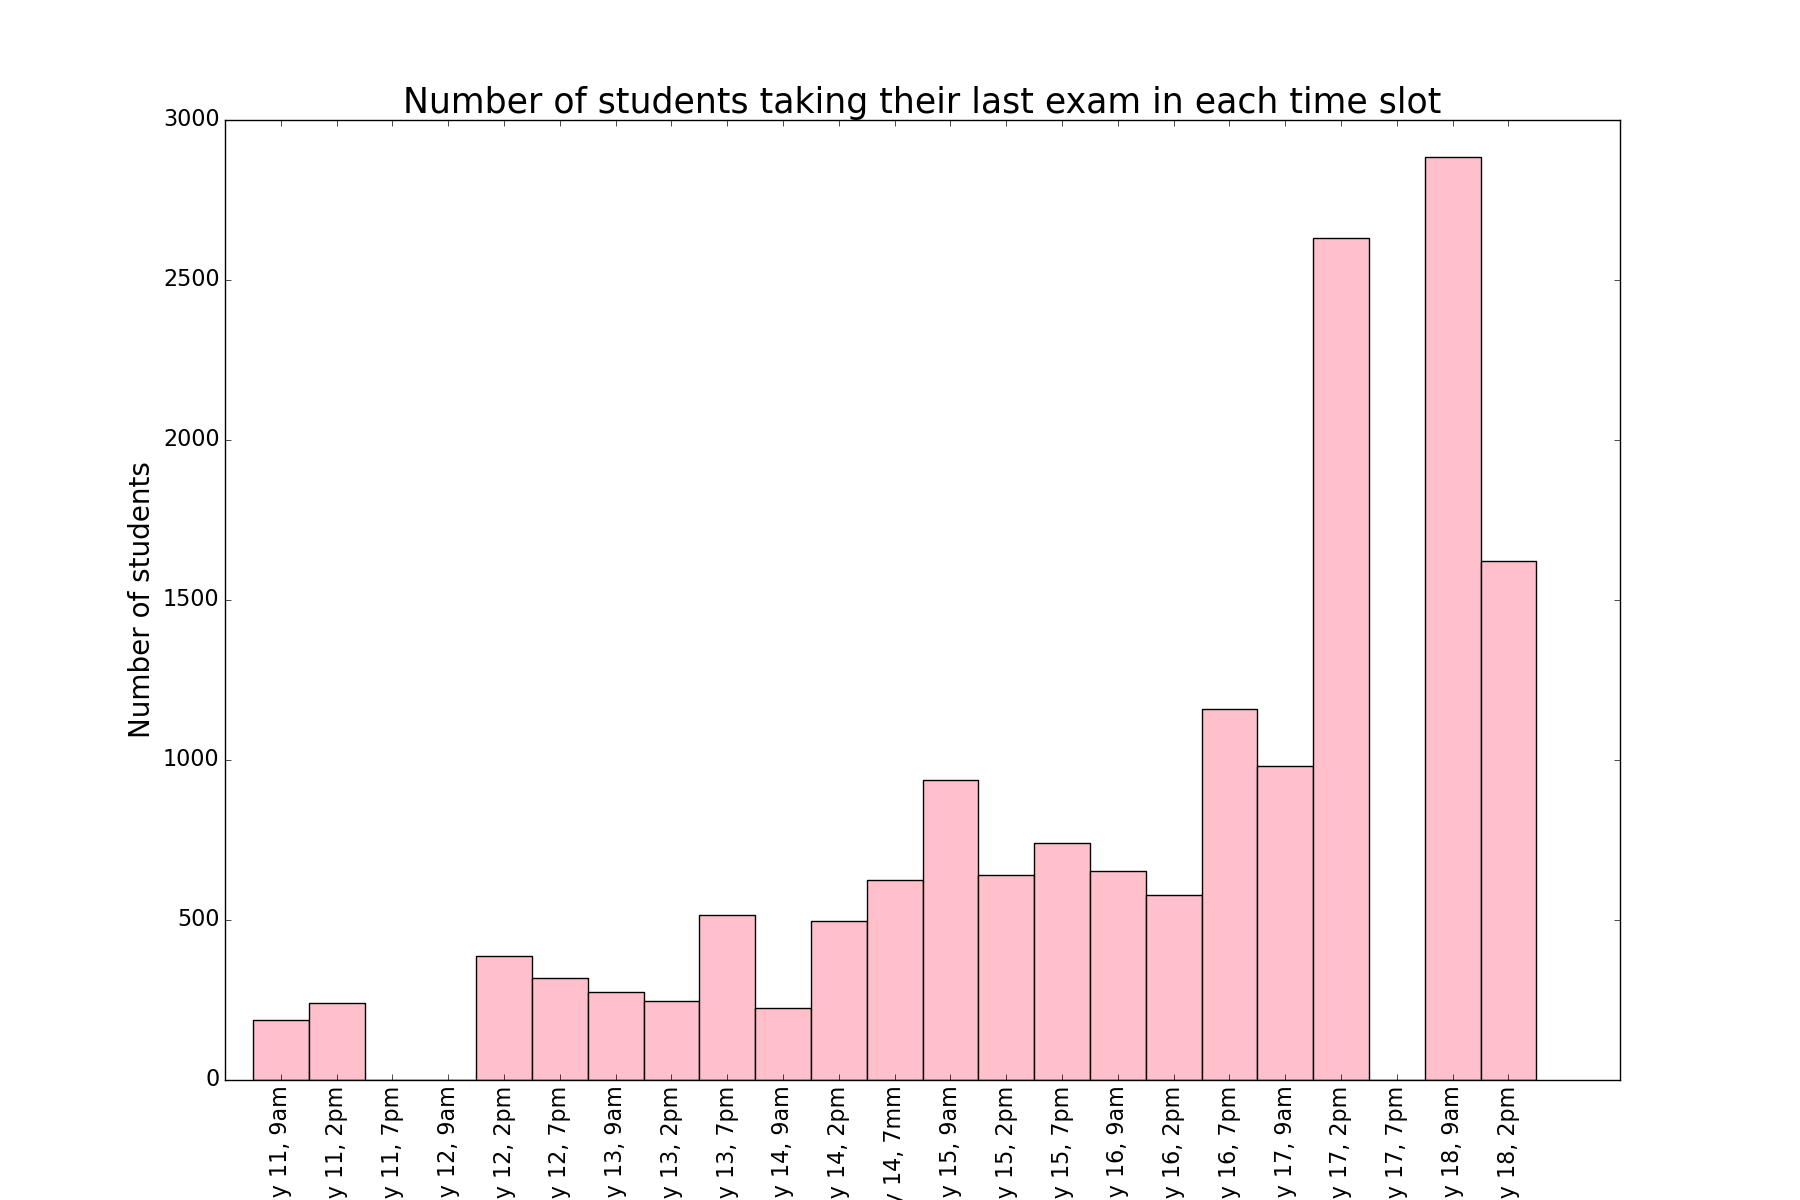 Number of students taking their last exam in each time slot
Number of students
3000
2500
2000
1500
1000
500
0
y 11, 9am
y 11, 2pm
y 11, 7pm
y 12, 9am
y 12, 2pm
y 12, 7pm
y 13, 9am
y 13, 2pm
y 13, 7pm
y 14, 9am
y 14, 2pm
y 14, 7mm
y 15, 9am
y 15, 2pm
y 15, 7pm
y 16, 9am
y 16, 2pm
y 16, 7pm
y 17, 9am
y 17, 2pm
y 17, 7pm
y 18, 9am
y 18, 2pm